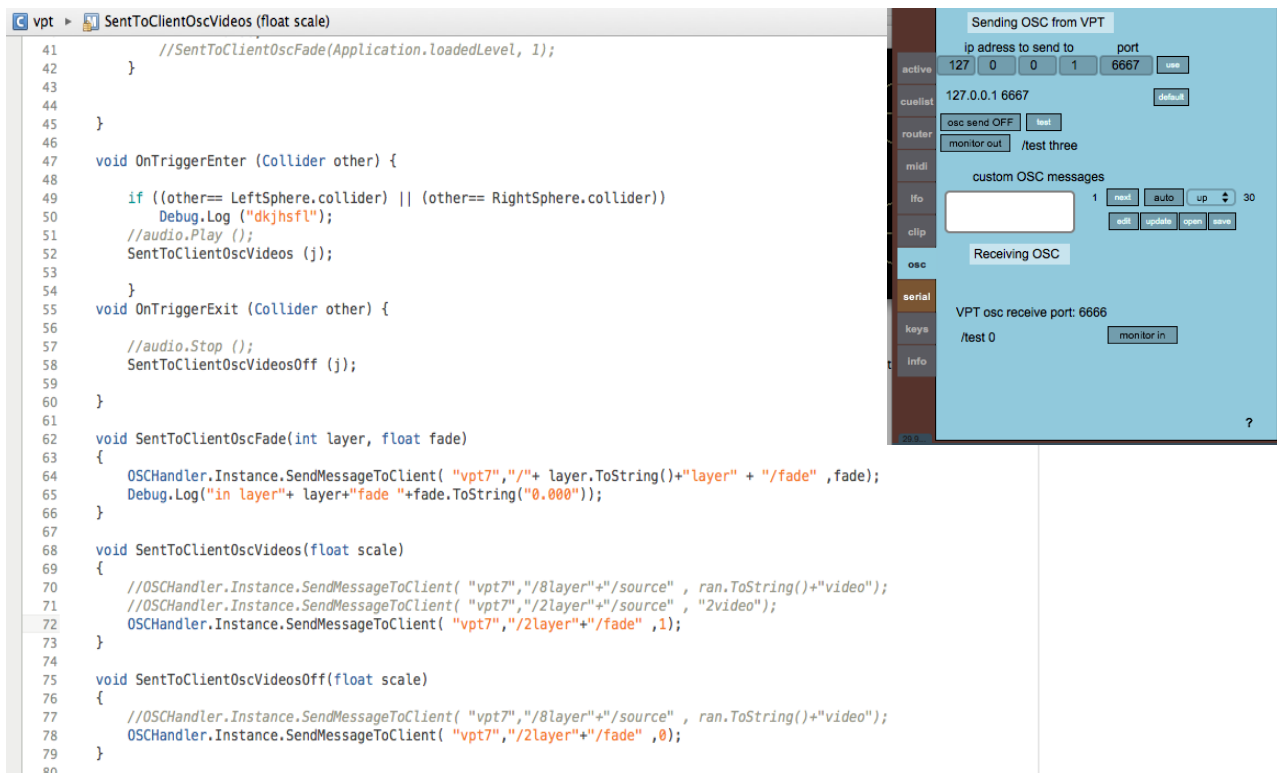 vpt ▸ SentToClientOscVideos (float scale)
41 //SentToClientOscFade(Application.loadedLevel, 1);
42 }
43
44
45 }
46
47 void OnTriggerEnter (Collider other) {
48
49 if ((other== LeftSphere.collider) || (other== RightSphere.collider))
50 Debug.Log ("dkjhsfl");
51 //audio.Play ();
52 SentToClientOscVideos (j);
53
54 }
55 void OnTriggerExit (Collider other) {
56
57 //audio.Stop ();
58 SentToClientOscVideosOff (j);
59
60 }
61
62 void SentToClientOscFade(int layer, float fade)
63 {
64 OSCHandler.Instance.SendMessageToClient( "vpt7","/"+ layer.ToString()+"layer" + "/fade" ,fade);
65 Debug.Log("in layer"+ layer+"fade "+fade.ToString("0.000"));
66 }
67
68 void SentToClientOscVideos(float scale)
69 {
70 //OSCHandler.Instance.SendMessageToClient( "vpt7","/8layer"+"/source" , ran.ToString()+"video");
71 //OSCHandler.Instance.SendMessageToClient( "vpt7","/2layer"+"/source" , "2video");
72 OSCHandler.Instance.SendMessageToClient( "vpt7","/2layer"+"/fade" ,1);
73 }
74
75 void SentToClientOscVideosOff(float scale)
76 {
77 //OSCHandler.Instance.SendMessageToClient( "vpt7","/8layer"+"/source" , ran.ToString()+"video");
78 OSCHandler.Instance.SendMessageToClient( "vpt7","/2layer"+"/fade" ,0);
79 }
80
active
cuelist
router
midi
lfo
clip
osc
serial
keys
info
Sending OSC from VPT
ip adress to send to port
127 0 0 1 6667 use
127.0.0.1 6667 default
osc send OFF test
monitor out /test three
custom OSC messages
1 next auto up 30
edit update open save
Receiving OSC
VPT osc receive port: 6666
/test 0 monitor in
?